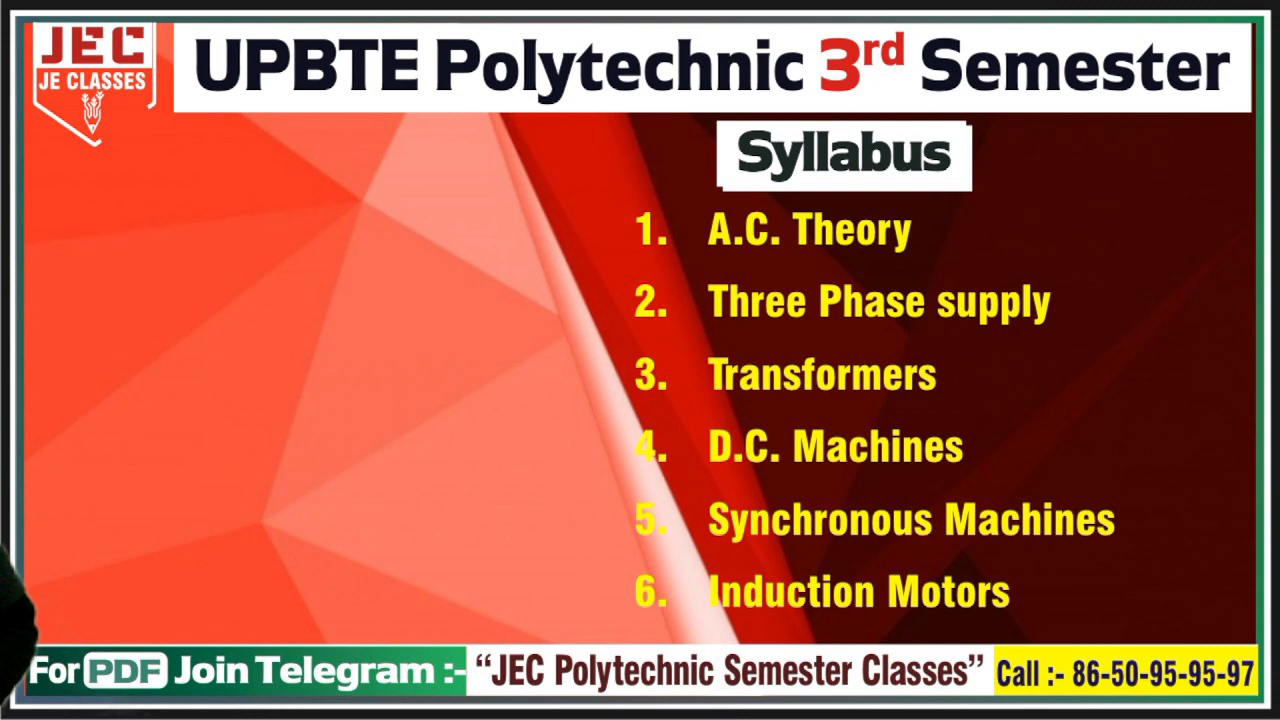 JEC
JE CLASSES
UPBTE Polytechnic 3rd Semester
Syllabus
1. A.C. Theory
2. Three Phase supply
3. Transformers
4. D.C. Machines
5. Synchronous Machines
6. Induction Motors
For PDF Join Telegram :- “JEC Polytechnic Semester Classes” Call :- 86-50-95-95-97